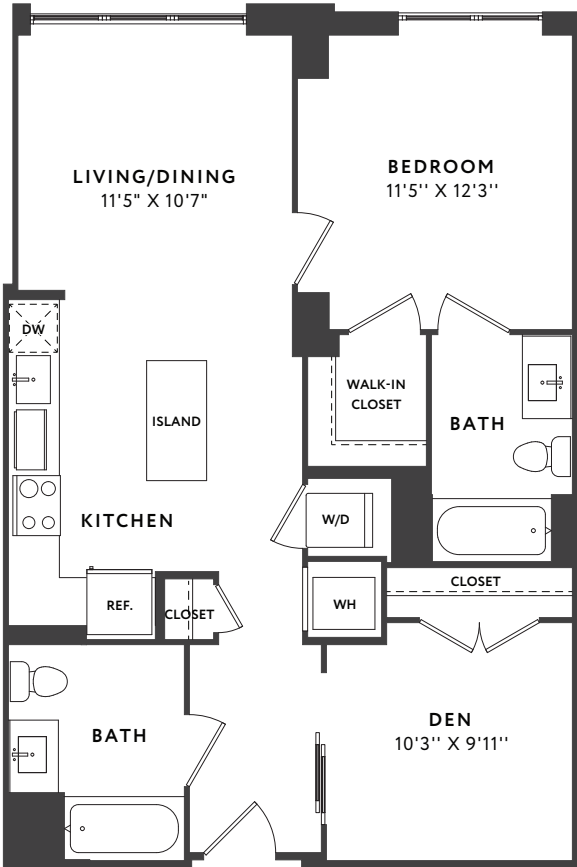 LIVING/DINING
11'5" X 10'7"
BEDROOM
11'5'' X 12'3''
DW
WALK-IN
CLOSET
ISLAND
BATH
KITCHEN
W/D
CLOSET
REF.
CLOSET
WH
BATH
DEN
10'3'' X 9'11''